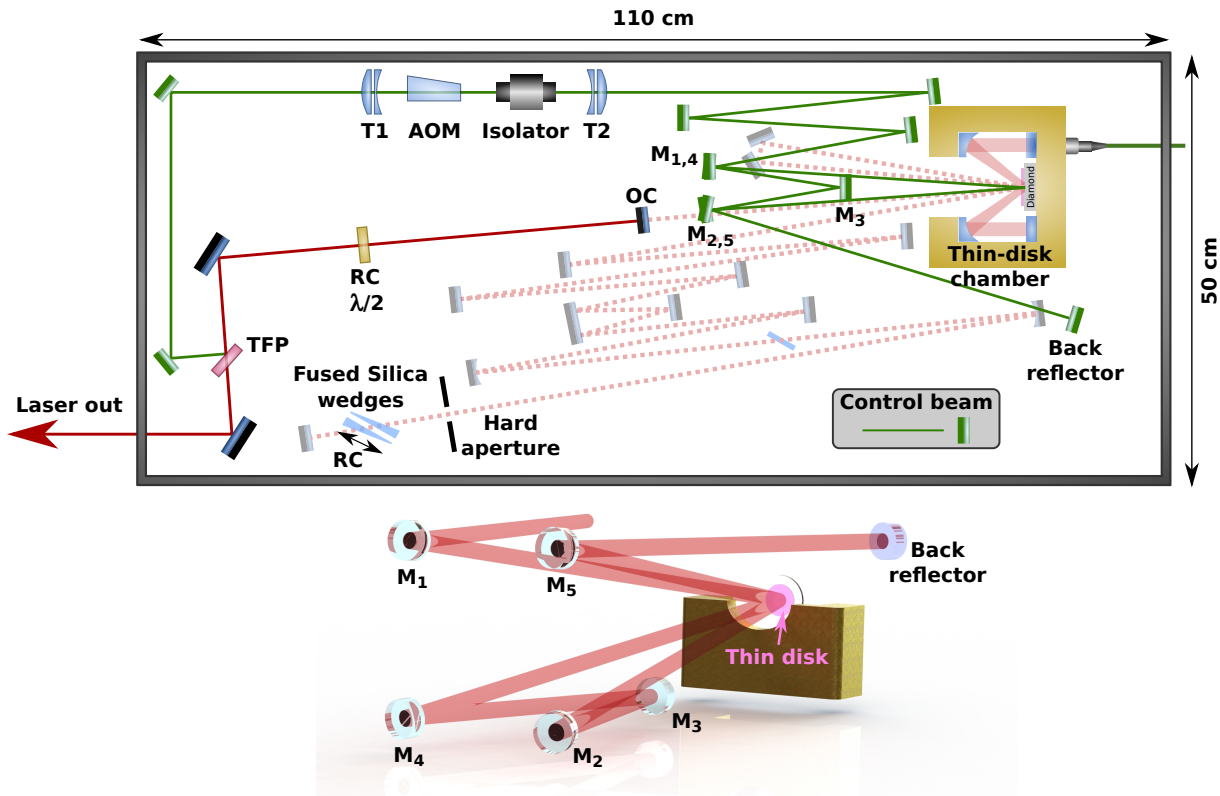 110 cm
T1
AOM
Isolator
T2
M1,4
Diamond
50 cm
OC
M3
M2,5
Thin-disk
chamber
RC
λ/2
TFP
Back
reflector
Fused Silica
wedges
Laser out
Control beam
Hard
aperture
RC
M1
M5
Back
reflector
Thin disk
M4
M2
M3